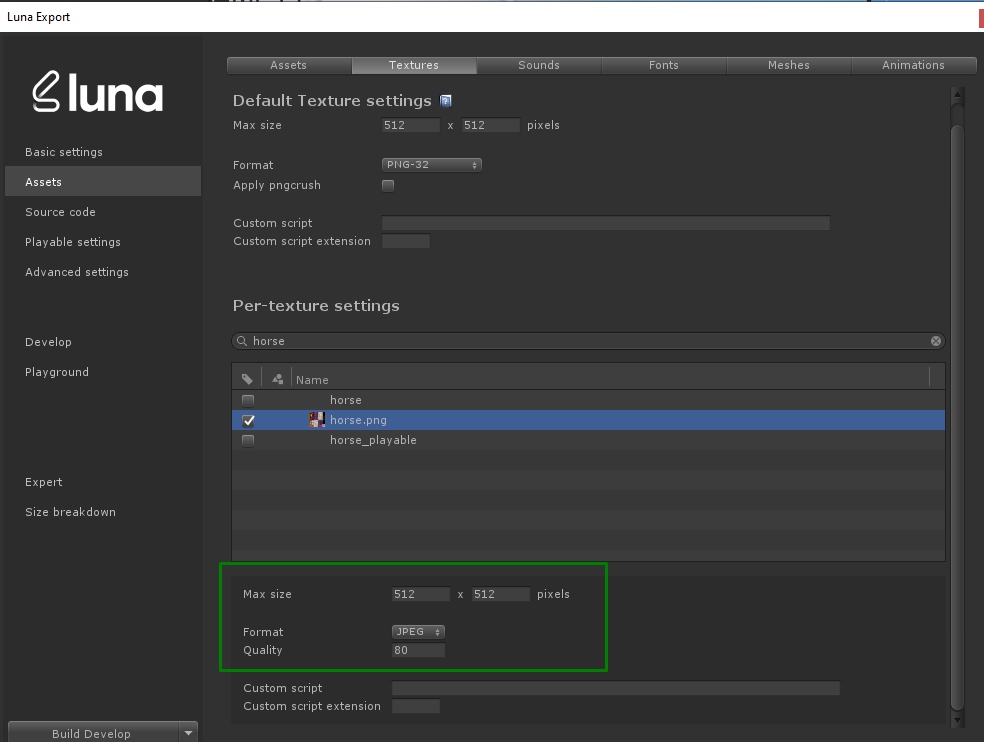 Luna Export
luna
Basic settings
Assets
Source code
Playable settings
Advanced settings
Develop
Playground
Expert
Size breakdown
Build Develop
Assets Textures Sounds Fonts Meshes Animations
Default Texture settings ?
Max size 512 x 512 pixels
Format PNG-32
Apply pngcrush
Custom script
Custom script extension
Per-texture settings
horse
Name
horse
horse.png
horse_playable
Max size 512 x 512 pixels
Format JPEG
Quality 80
Custom script
Custom script extension